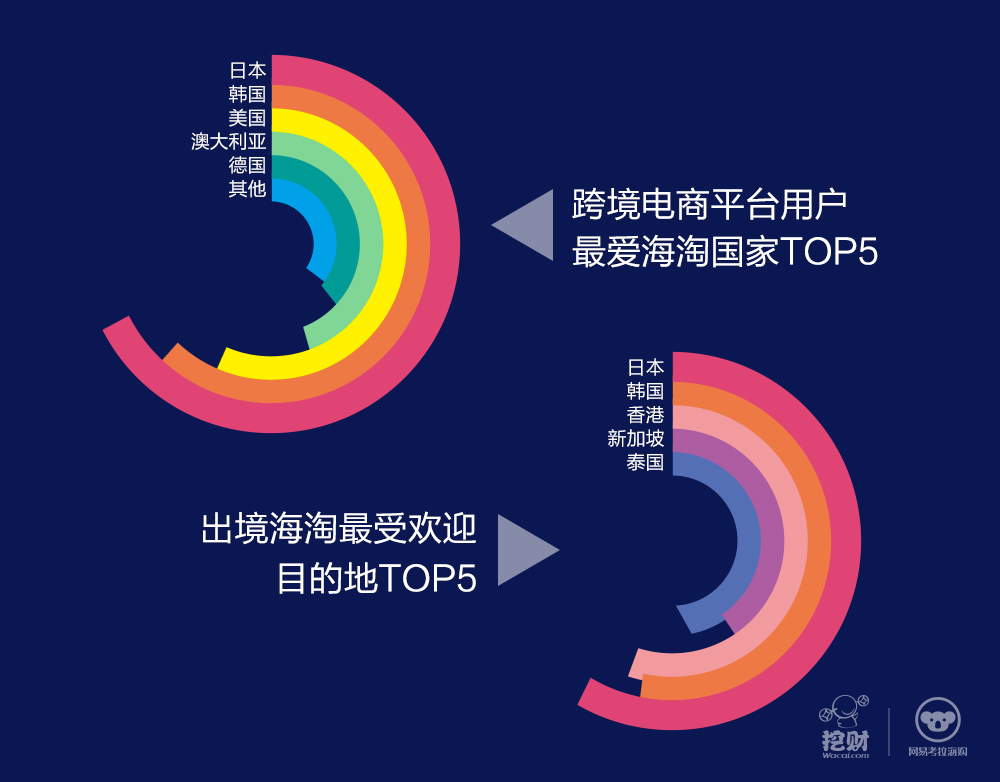 日本
韩国
美国
澳大利亚
德国
其他
跨境电商平台用户
最爱海淘国家TOP5
日本
韩国
香港
新加坡
泰国
出境海淘最受欢迎
目的地TOP5
挖财
Wacai.com
网易考拉海购